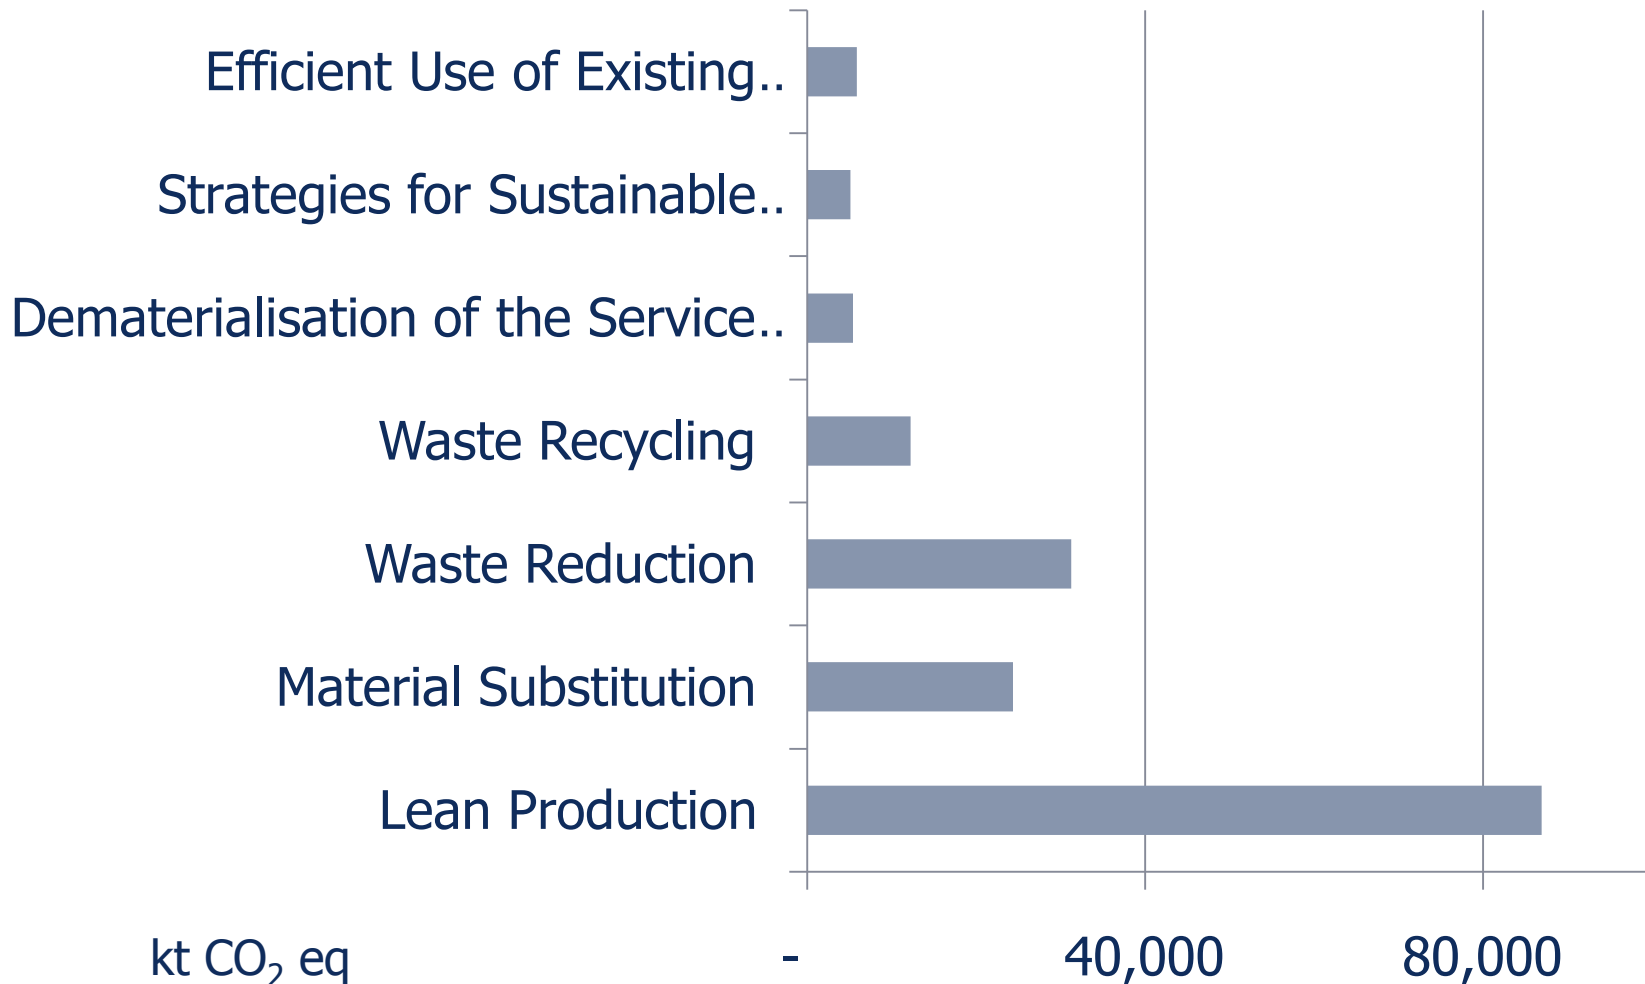 Efficient Use of Existing..
Strategies for Sustainable..
Dematerialisation of the Service..
Waste Recycling
Waste Reduction
Material Substitution
Lean Production
kt CO₂ eq - 40,000 80,000